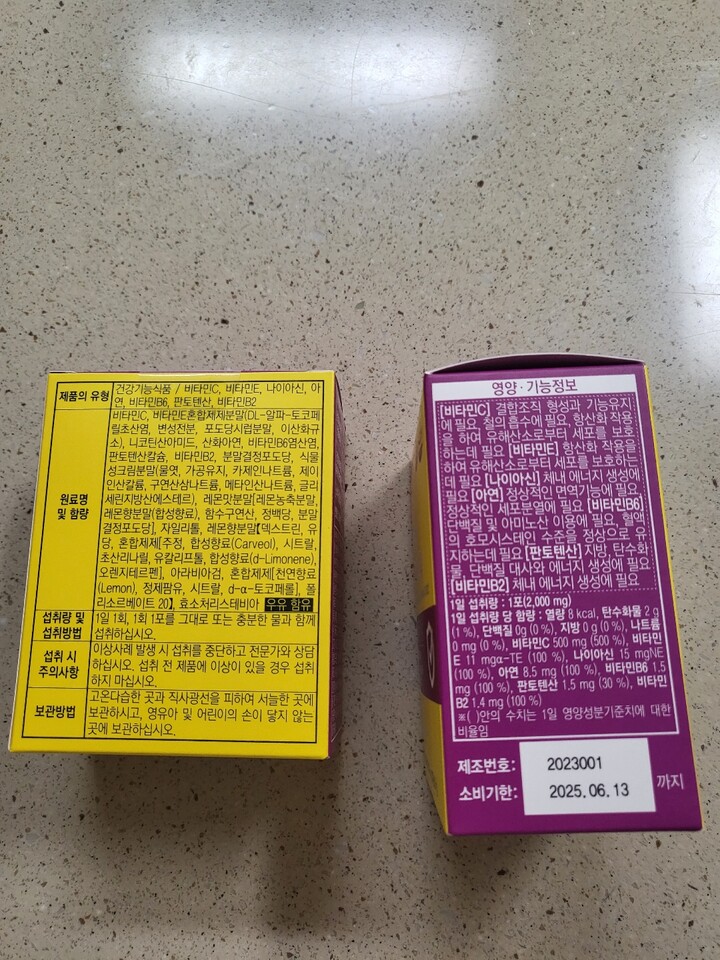 제품의 유형
건강기능식품 / 비타민C, 비타민E, 나이아신, 아
연, 비타민B6, 판토텐산, 비타민B2
원료명
및 함량
비타민C, 비타민E혼합제제분말(DL-알파-토코페
릴초산염, 변성전분, 포도당시럽분말, 이산화규
소), 니코틴산아미드, 산화아연, 비타민B6염산염,
판토텐산칼슘, 비타민B2, 분말결정포도당, 식물
성크림분말(물엿, 가공유지, 카제인나트륨, 제이
인산칼륨, 구연산삼나트륨, 메타인산나트륨, 글리
세린지방산에스테르), 레몬맛분말[레몬농축분말,
레몬향분말(합성향료), 함수구연산, 정백당, 분말
결정포도당], 자일리톨, 레몬향분말【덱스트린, 유
당, 혼합제제[주정, 합성향료(Carveol), 시트랄,
초산리나릴, 유칼리프톨, 합성향료(d-Limonene),
오렌지테르펜], 아라비아검, 혼합제제[천연향료
(Lemon), 정제팜유, 시트랄, d-α-토코페롤], 폴
리소르베이트 20】, 효소처리스테비아 우유 함유
섭취량 및
섭취방법
1일 1회, 1회 1포를 그대로 또는 충분한 물과 함께
섭취하십시오.
섭취 시
주의사항
이상사례 발생 시 섭취를 중단하고 전문가와 상담
하십시오. 섭취 전 제품에 이상이 있을 경우 섭취
하지 마십시오.
보관방법
고온다습한 곳과 직사광선을 피하여 서늘한 곳에
보관하시고, 영유아 및 어린이의 손이 닿지 않는
곳에 보관하십시오.
영양·기능정보
[비타민C] 결합조직 형성과 기능유지
에 필요, 철의 흡수에 필요, 항산화 작용
을 하여 유해산소로부터 세포를 보호
하는데 필요 [비타민E] 항산화 작용을
하여 유해산소로부터 세포를 보호하는
데 필요 [나이아신] 체내 에너지 생성에
필요 [아연] 정상적인 면역기능에 필요,
정상적인 세포분열에 필요 [비타민B6]
단백질 및 아미노산 이용에 필요, 혈액
의 호모시스테인 수준을 정상으로 유
지하는데 필요 [판토텐산] 지방, 탄수화
물, 단백질 대사와 에너지 생성에 필요
[비타민B2] 체내 에너지 생성에 필요
1일 섭취량 : 1포(2,000 mg)
1일 섭취량 당 함량 : 열량 8 kcal, 탄수화물 2 g
(1 %), 단백질 0g (0 %), 지방 0 g (0 %), 나트륨
0 mg (0 %), 비타민C 500 mg (500 %), 비타민
E 11 mgα-TE (100 %), 나이아신 15 mgNE
(100 %), 아연 8.5 mg (100 %), 비타민B6 1.5
mg (100 %), 판토텐산 1.5 mg (30 %), 비타민
B2 1.4 mg (100 %)
※( )안의 수치는 1일 영양성분기준치에 대한
비율임
제조번호: 2023001
소비기한: 2025.06.13 까지